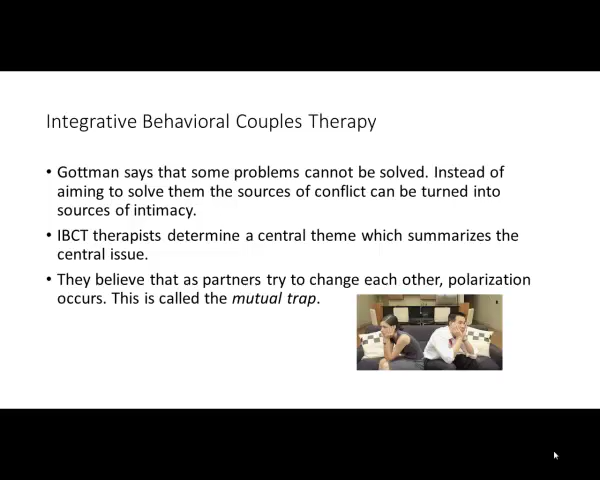 Integrative Behavioral Couples Therapy
• Gottman says that some problems cannot be solved. Instead of
aiming to solve them the sources of conflict can be turned into
sources of intimacy.
• IBCT therapists determine a central theme which summarizes the
central issue.
• They believe that as partners try to change each other, polarization
occurs. This is called the mutual trap.